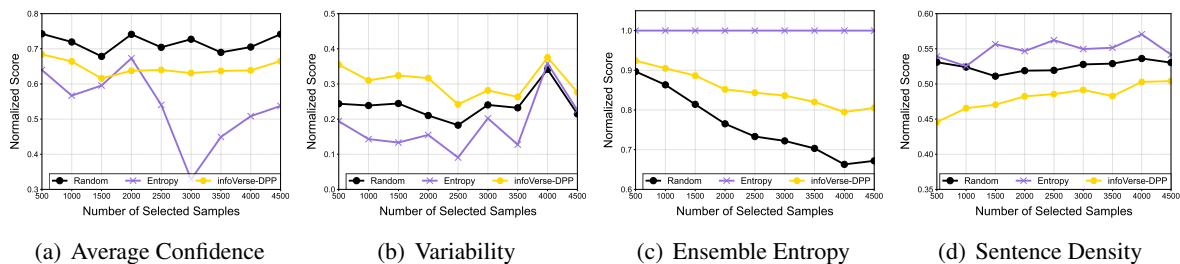 Normalized Score
0.8
0.7
0.6
0.5
0.4
0.3
500 1000 1500 2000 2500 3000 3500 4000 4500
Random Entropy infoVerse-DPP
Number of Selected Samples
(a) Average Confidence
Normalized Score
0.5
0.4
0.3
0.2
0.1
0.0
500 1000 1500 2000 2500 3000 3500 4000 4500
Random Entropy infoVerse-DPP
Number of Selected Samples
(b) Variability
Normalized Score
1.0
0.9
0.8
0.7
0.6
500 1000 1500 2000 2500 3000 3500 4000 4500
Random Entropy infoVerse-DPP
Number of Selected Samples
(c) Ensemble Entropy
Normalized Score
0.60
0.55
0.50
0.45
0.40
0.35
500 1000 1500 2000 2500 3000 3500 4000 4500
Random Entropy infoVerse-DPP
Number of Selected Samples
(d) Sentence Density